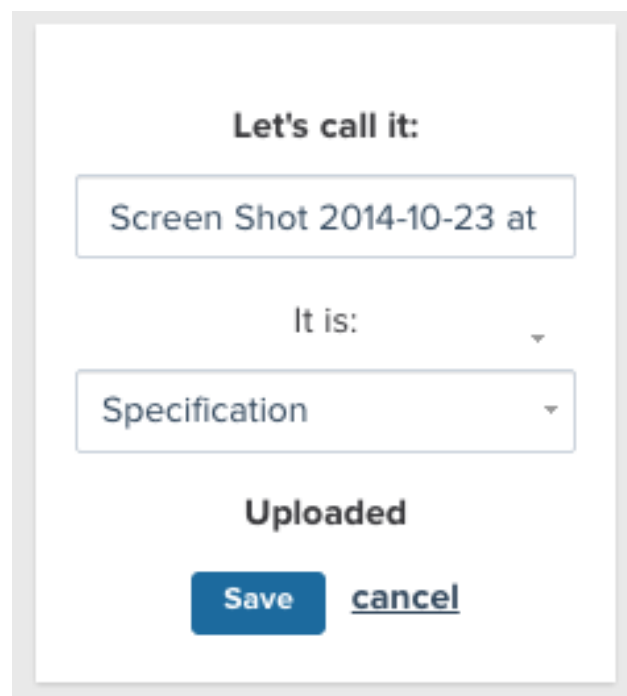 Let's call it:
Screen Shot 2014-10-23 at
It is:
Specification
Uploaded
Save cancel